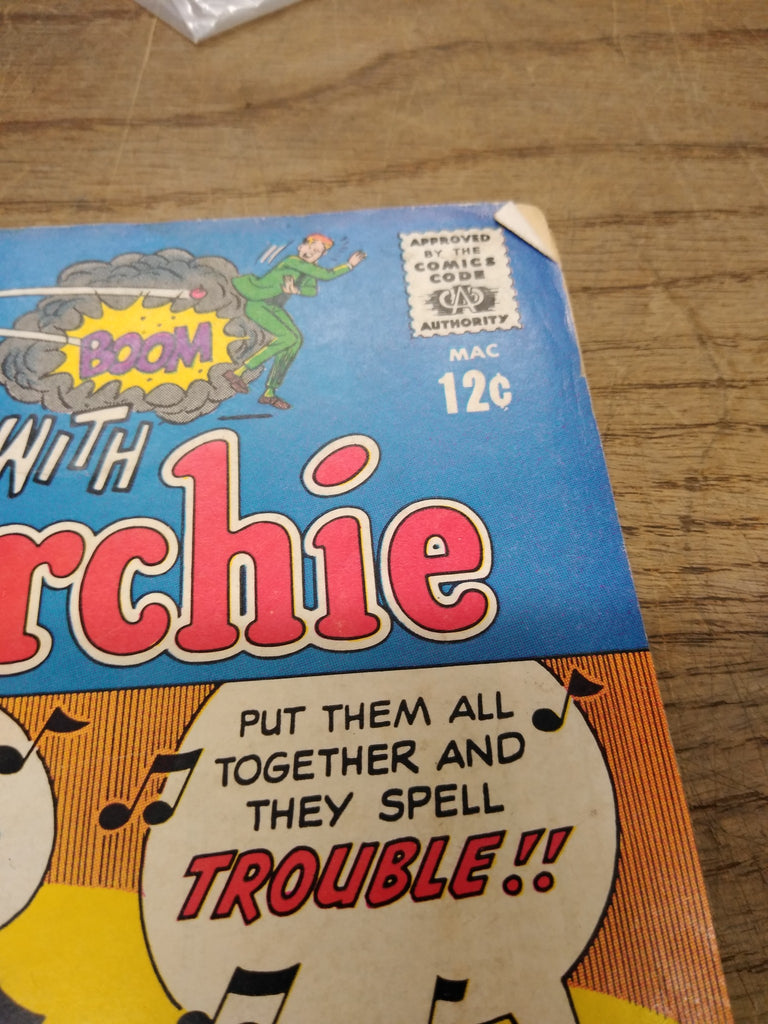 APPROVED
BY THE
COMICS
CODE
CA
AUTHORITY
MAC
12¢
BOOM
WITH
rchie
PUT THEM ALL
TOGETHER AND
THEY SPELL
TROUBLE!!